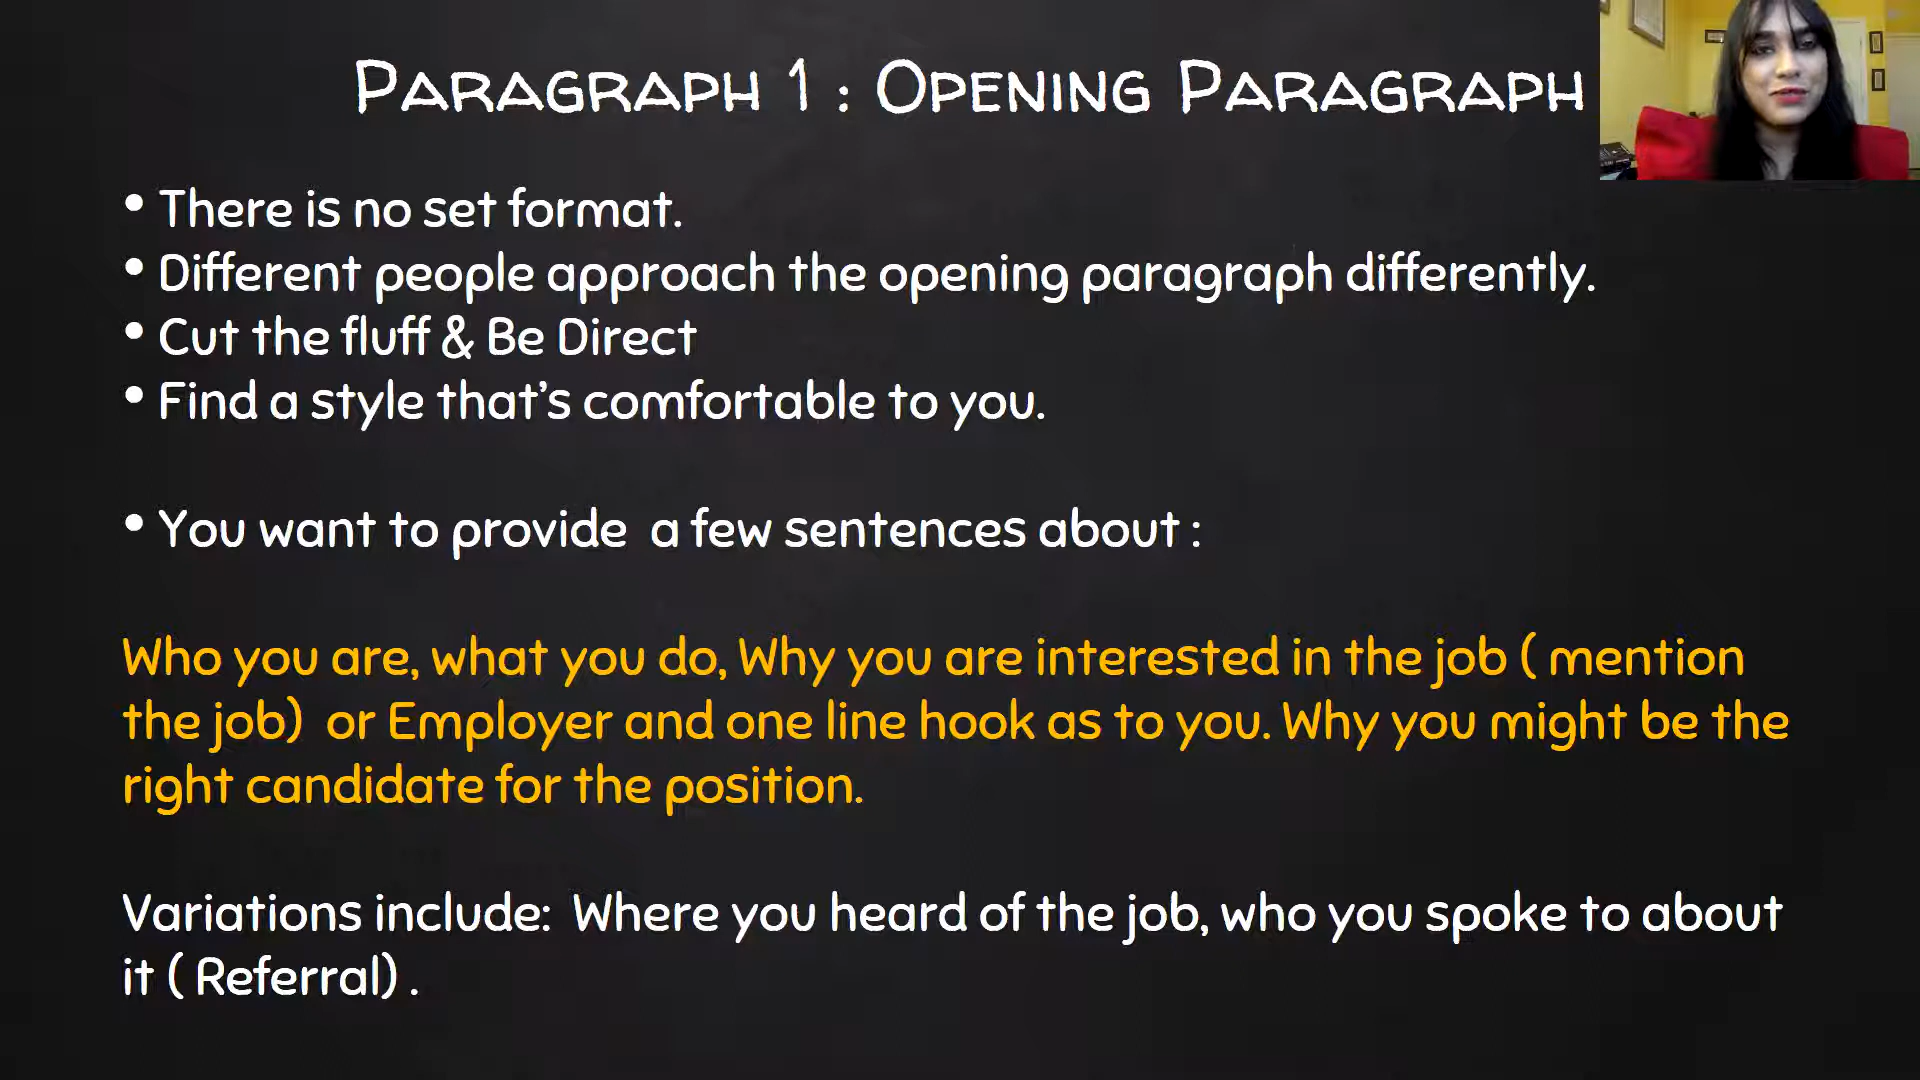 Paragraph 1 : Opening Paragraph
• There is no set format.
• Different people approach the opening paragraph differently.
• Cut the fluff & Be Direct
• Find a style that’s comfortable to you.
• You want to provide  a few sentences about :
Who you are, what you do, Why you are interested in the job ( mention
the job)  or Employer and one line hook as to you. Why you might be the
right candidate for the position.
Variations include:  Where you heard of the job, who you spoke to about
it ( Referral) .